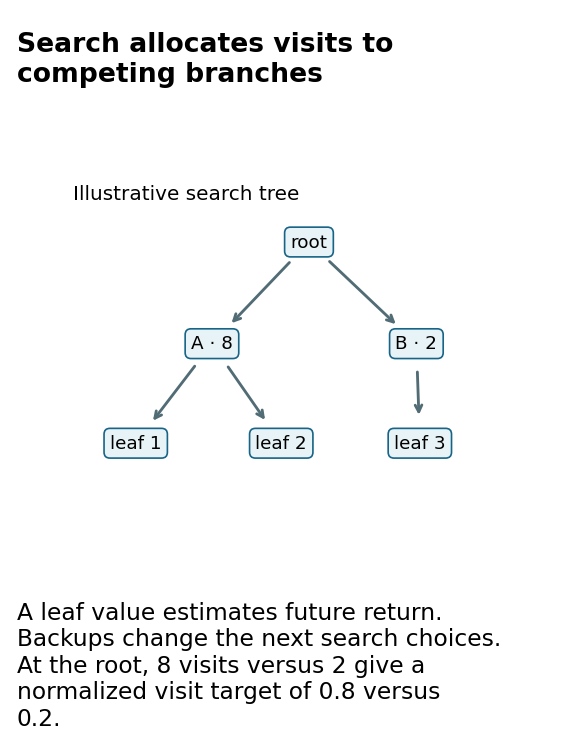 Search allocates visits to
competing branches
Illustrative search tree
root
A · 8
B · 2
leaf 1
leaf 2
leaf 3
A leaf value estimates future return.
Backups change the next search choices.
At the root, 8 visits versus 2 give a
normalized visit target of 0.8 versus
0.2.